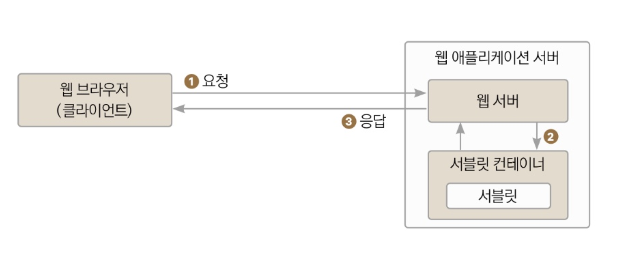 웹 애플리케이션 서버
웹 브라우저
(클라이언트)
1 요청
웹 서버
3 응답
2
서블릿 컨테이너
서블릿